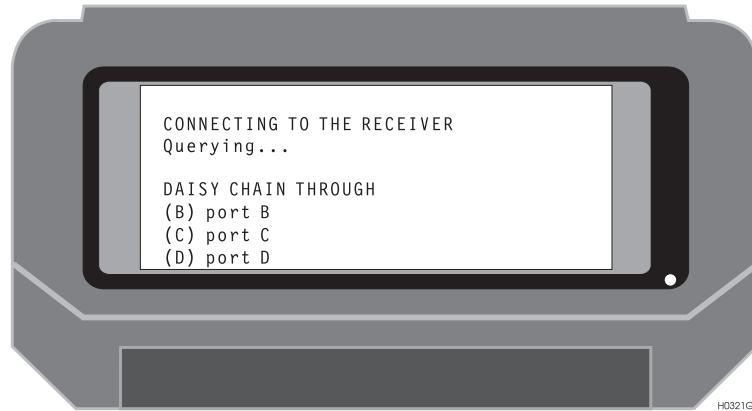 CONNECTING TO THE RECEIVER
Querying...
DAISY CHAIN THROUGH
(B) port B
(C) port C
(D) port D
H0321G